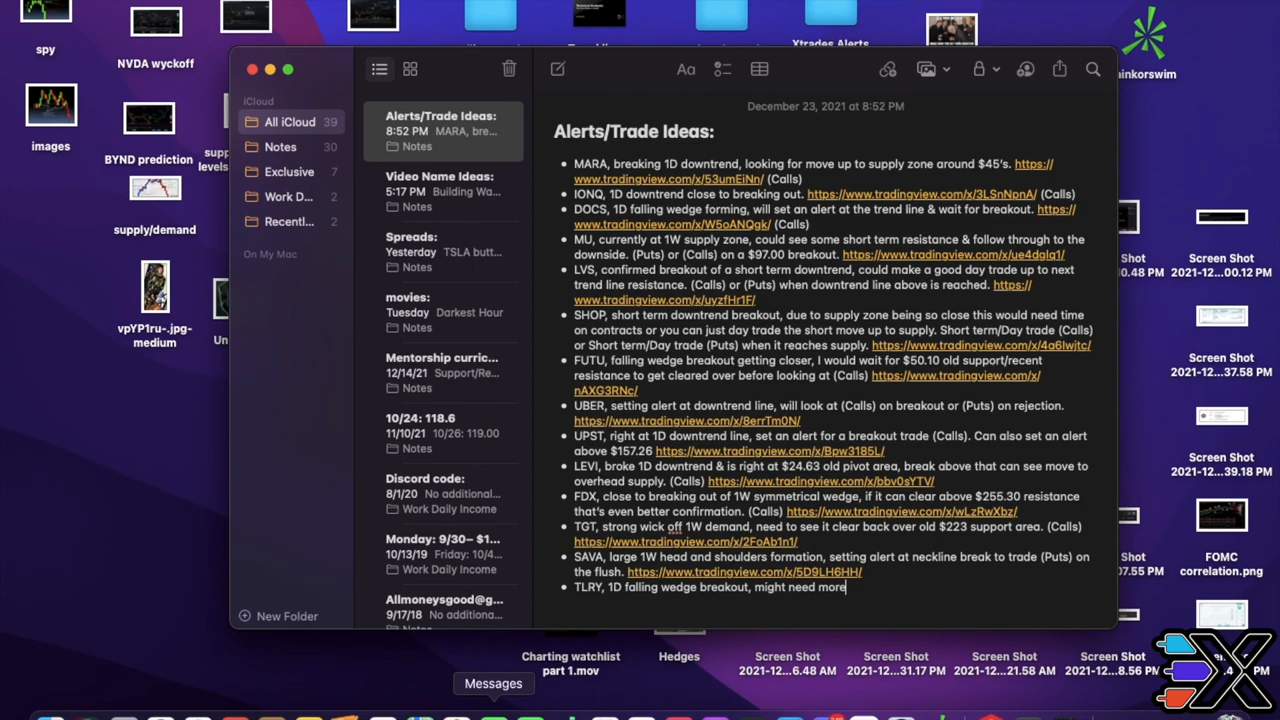 spy
NVDA wyckoff
images
BYND prediction
supply/demand
vpYP1ru-.jpg-
medium
Xtrades Alerts
iCloud
All iCloud 39
Notes 30
Exclusive 7
Work D... 2
Recentl... 2
On My Mac
New Folder
Alerts/Trade Ideas:
8:52 PM MARA, bre...
Notes
Video Name Ideas:
5:17 PM Building Wa...
Notes
Spreads:
Yesterday TSLA butt...
Notes
movies:
Tuesday Darkest Hour
Notes
Mentorship curric...
12/14/21 Support/Re...
Notes
10/24: 118.6
11/10/21 10/26: 119.00
Notes
Discord code:
8/1/20 No additional...
Work Daily Income
Monday: 9/30– $1...
10/13/19 Friday: 10/4...
Work Daily Income
Allmoneysgood@g...
9/17/18 No additiona...
December 23, 2021 at 8:52 PM
Alerts/Trade Ideas:
• MARA, breaking 1D downtrend, looking for move up to supply zone around $45's. https://
www.tradingview.com/x/53umEiNn/ (Calls)
• IONQ, 1D downtrend close to breaking out. https://www.tradingview.com/x/3LSnNpnA/ (Calls)
• DOCS, 1D falling wedge forming, will set an alert at the trend line & wait for breakout. https://
www.tradingview.com/x/W5oANQgk/ (Calls)
• MU, currently at 1W supply zone, could see some short term resistance & follow through to the
downside. (Puts) or (Calls) on a $97.00 breakout. https://www.tradingview.com/x/ue4dglq1/
• LVS, confirmed breakout of a short term downtrend, could make a good day trade up to next
trend line resistance. (Calls) or (Puts) when downtrend line above is reached. https://
www.tradingview.com/x/uyzfHr1F/
• SHOP, short term downtrend breakout, due to supply zone being so close this would need time
on contracts or you can just day trade the short move up to supply. Short term/Day trade (Calls)
or Short term/Day trade (Puts) when it reaches supply. https://www.tradingview.com/x/4a6Iwjtc/
• FUTU, falling wedge breakout getting closer, I would wait for $50.10 old support/recent
resistance to get cleared over before looking at (Calls) https://www.tradingview.com/x/
nAXG3RNc/
• UBER, setting alert at downtrend line, will look at (Calls) on breakout or (Puts) on rejection.
https://www.tradingview.com/x/8errTm0N/
• UPST, right at 1D downtrend line, set an alert for a breakout trade (Calls). Can also set an alert
above $157.26 https://www.tradingview.com/x/Bpw3185L/
• LEVI, broke 1D downtrend & is right at $24.63 old pivot area, break above that can see move to
overhead supply. (Calls) https://www.tradingview.com/x/bbv0sYTV/
• FDX, close to breaking out of 1W symmetrical wedge, if it can clear above $255.30 resistance
that's even better confirmation. (Calls) https://www.tradingview.com/x/wLzRwXbz/
• TGT, strong wick off 1W demand, need to see it clear back over old $223 support area. (Calls)
https://www.tradingview.com/x/2FoAb1n1/
• SAVA, large 1W head and shoulders formation, setting alert at neckline break to trade (Puts) on
the flush. https://www.tradingview.com/x/5D9LH6HH/
• TLRY, 1D falling wedge breakout, might need more
inkorswim
Shot
0.48 PM
Screen Shot
2021-12...00.12 PM
Screen Shot
2021-12...37.58 PM
Screen Shot
2021-12...39.18 PM
Shot
07.55 PM
FOMC
correlation.png
Charting watchlist
part 1.mov
Hedges
Screen Shot
2021-12...6.48 AM
Screen Shot
2021-12...31.17 PM
Screen Shot
2021-12...21.58 AM
Screen Shot
2021-12...8.56 PM
Messages